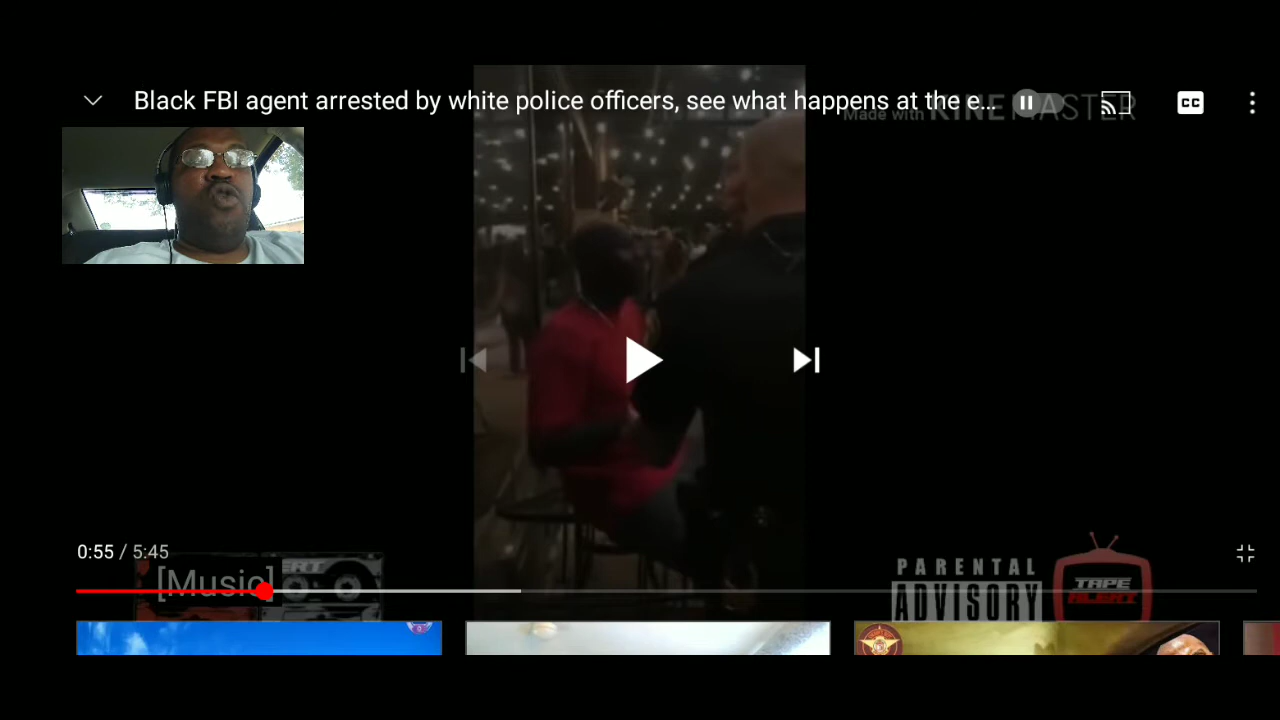 Black FBI agent arrested by white police officers, see what happens at the e...
Made with KINEMASTER
CC
0:55 / 5:45
[Music]
PARENTAL
ADVISORY
TAPE
ALERT